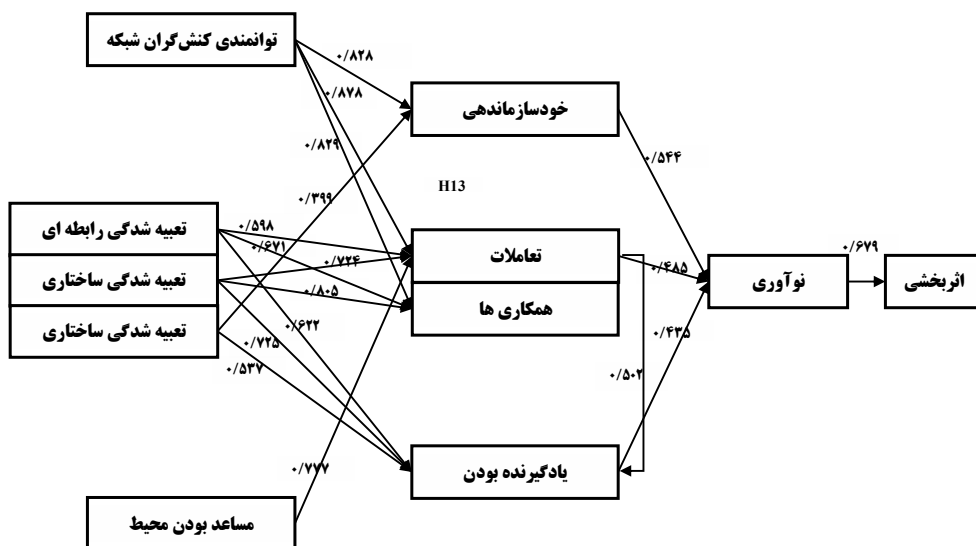 توانمندی کنش‌گران شبکه
۰/۸۲۸
۰/۸۷۸
خودسازماندهی
۰/۸۲۹
۰/۵۴۴
۰/۳۹۹
H13
تعبیه شدگی رابطه ای
۰/۵۹۸
۰/۶۷۱
۰/۷۲۴
تعاملات
۰/۴۸۵
۰/۶۷۹
تعبیه شدگی ساختاری
۰/۸۰۵
همکاری ها
نوآوری
اثربخشی
تعبیه شدگی ساختاری
۰/۶۲۲
۰/۷۲۵
۰/۵۳۷
۰/۴۳۵
۰/۵۰۲
یادگیرنده بودن
۰/۷۷۷
مساعد بودن محیط